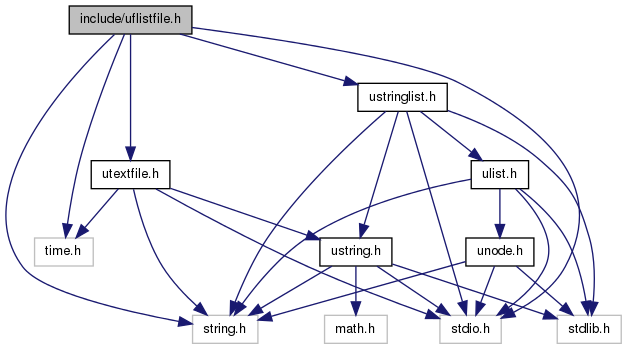 include/uflistfile.h
ustringlist.h
utextfile.h
ulist.h
time.h
ustring.h
unode.h
string.h
math.h
stdio.h
stdlib.h